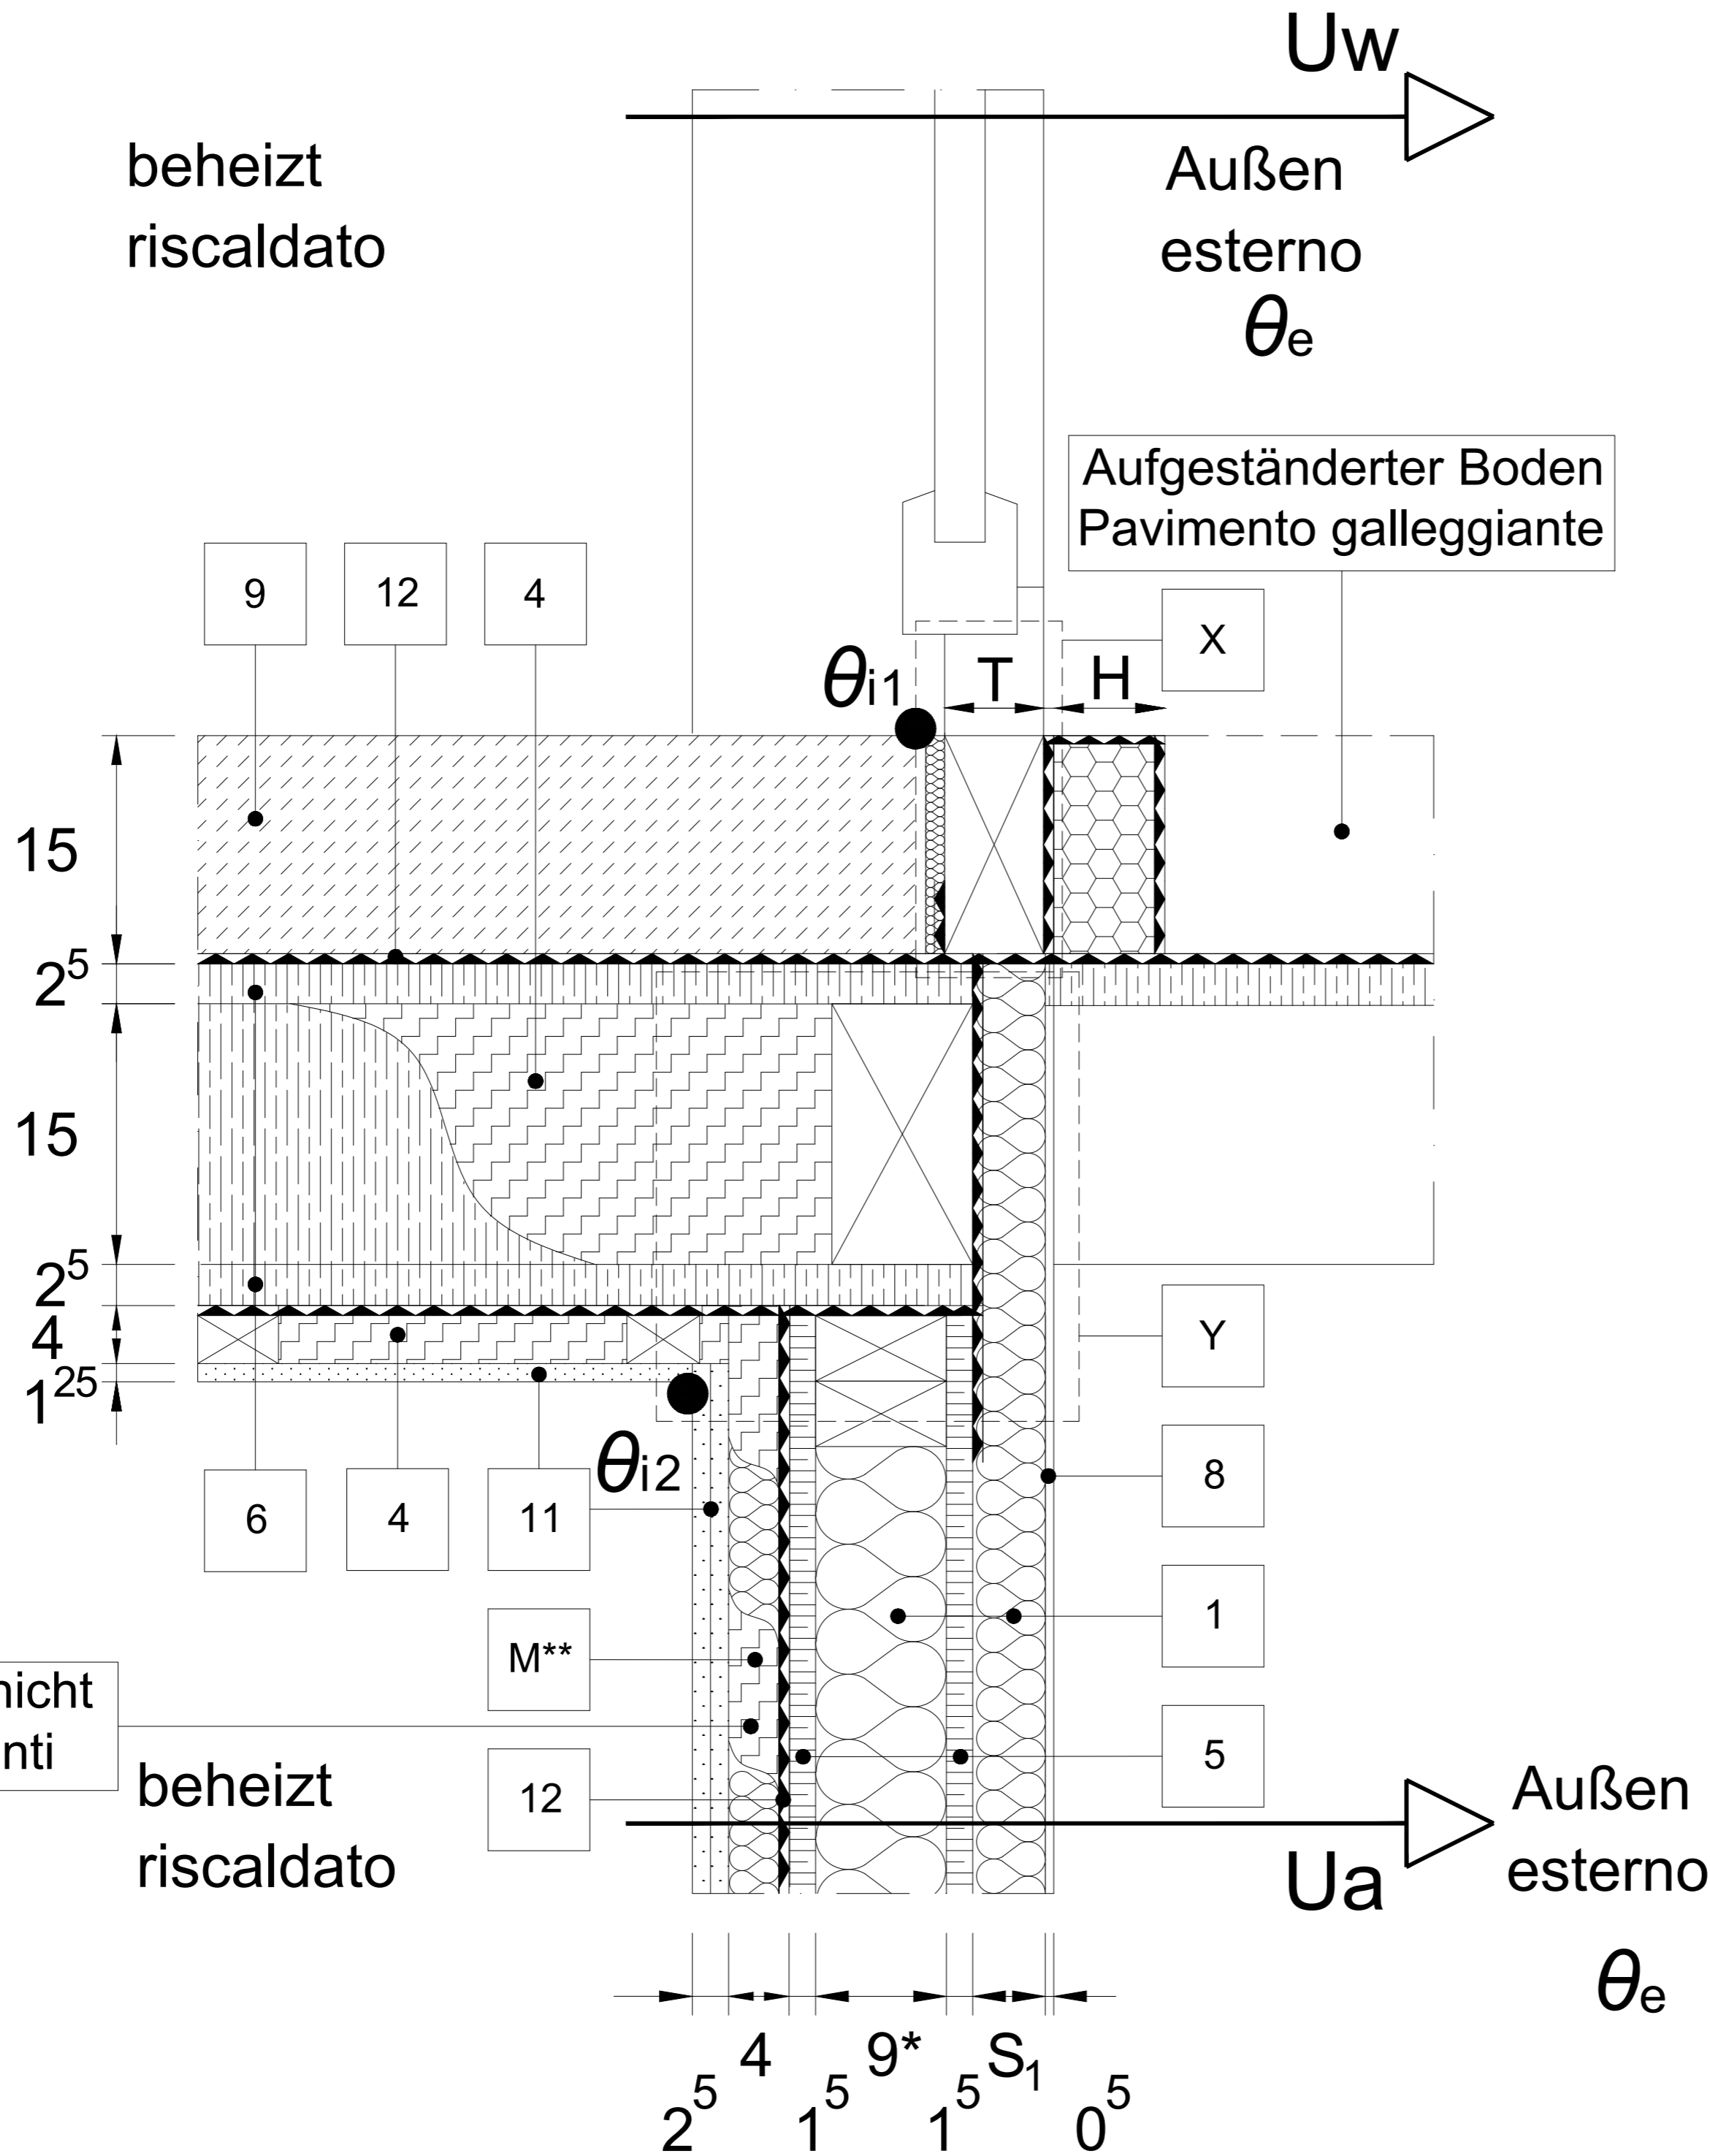 Uw
beheizt
riscaldato
Außen
esterno
θe
Aufgeständerter Boden
Pavimento galleggiante
9
12
4
X
θi1
T
H
15
2⁵
15
2⁵
4
1²⁵
Y
θi2
6
4
11
8
1
M**
5
12
nicht
nti
beheizt
riscaldato
Außen
esterno
Ua
θe
4 9* S₁
2⁵ 1⁵ 1⁵ 0⁵